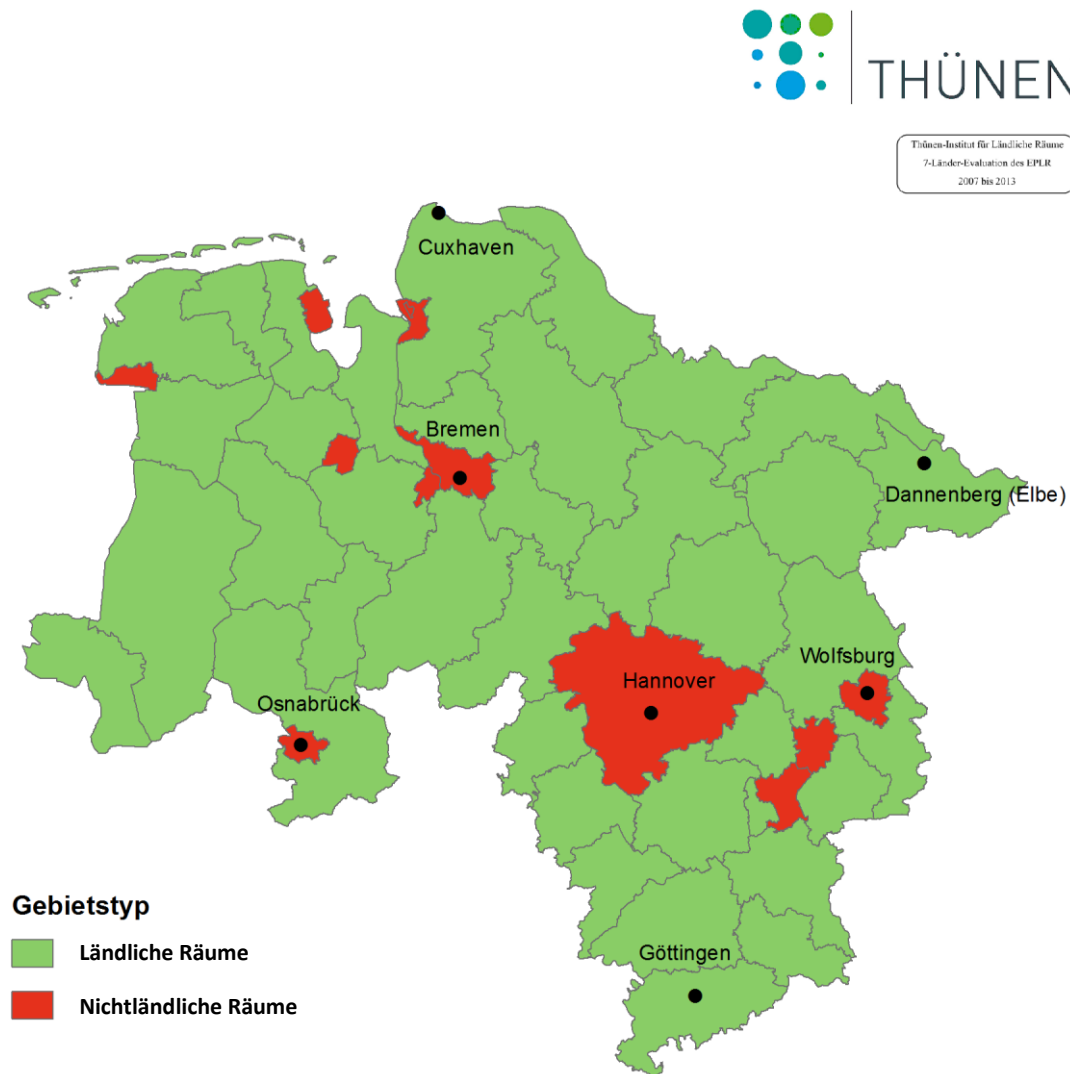 THÜNEN
Thünen-Institut für Ländliche Räume
7-Länder-Evaluation des EPLR
2007 bis 2013
Cuxhaven
Bremen
Dannenberg (Elbe)
Wolfsburg
Hannover
Osnabrück
Göttingen
Gebietstyp
Ländliche Räume
Nichtländliche Räume